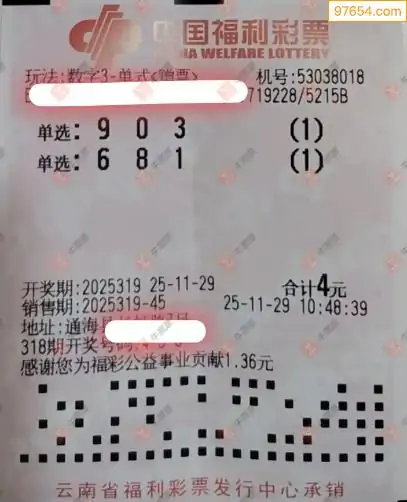 97654.com
中国福利彩票
CHINA WELFARE LOTTERY
玩法:数字3-单式<赠票>
机号:53038018
719228/5215B
单选: 9 0 3 (1)
单选: 6 8 1 (1)
开奖期:2025319 25-11-29 合计4元
销售期:2025319-45 25-11-29 10:48:39
地址:通海县
318期开奖号码:
感谢您为福彩公益事业贡献1.36元
云南省福利彩票发行中心承销